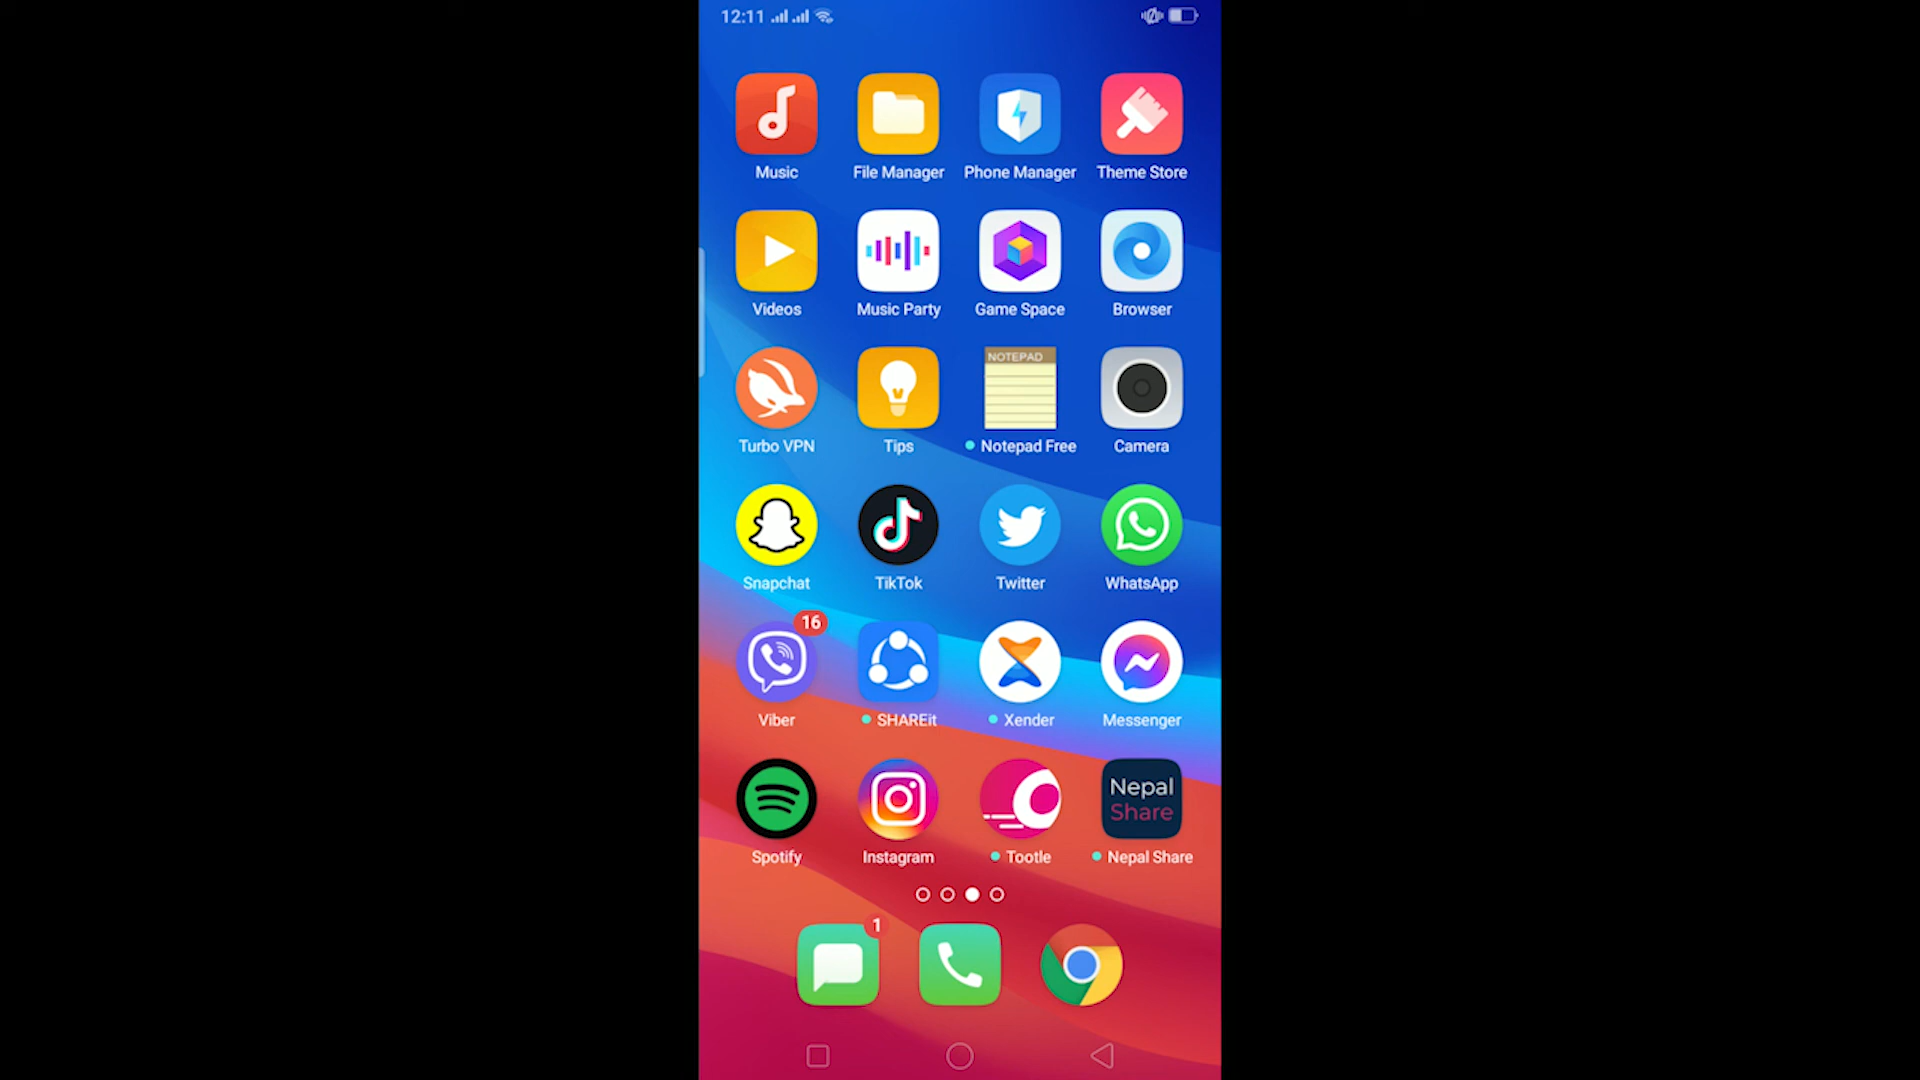 12:11
Music
File Manager
Phone Manager
Theme Store
Videos
Music Party
Game Space
Browser
NOTEPAD
Turbo VPN
Tips
Notepad Free
Camera
Snapchat
TikTok
Twitter
WhatsApp
16
Viber
SHAREit
Xender
Messenger
Nepal
Share
Spotify
Instagram
Tootle
Nepal Share
1